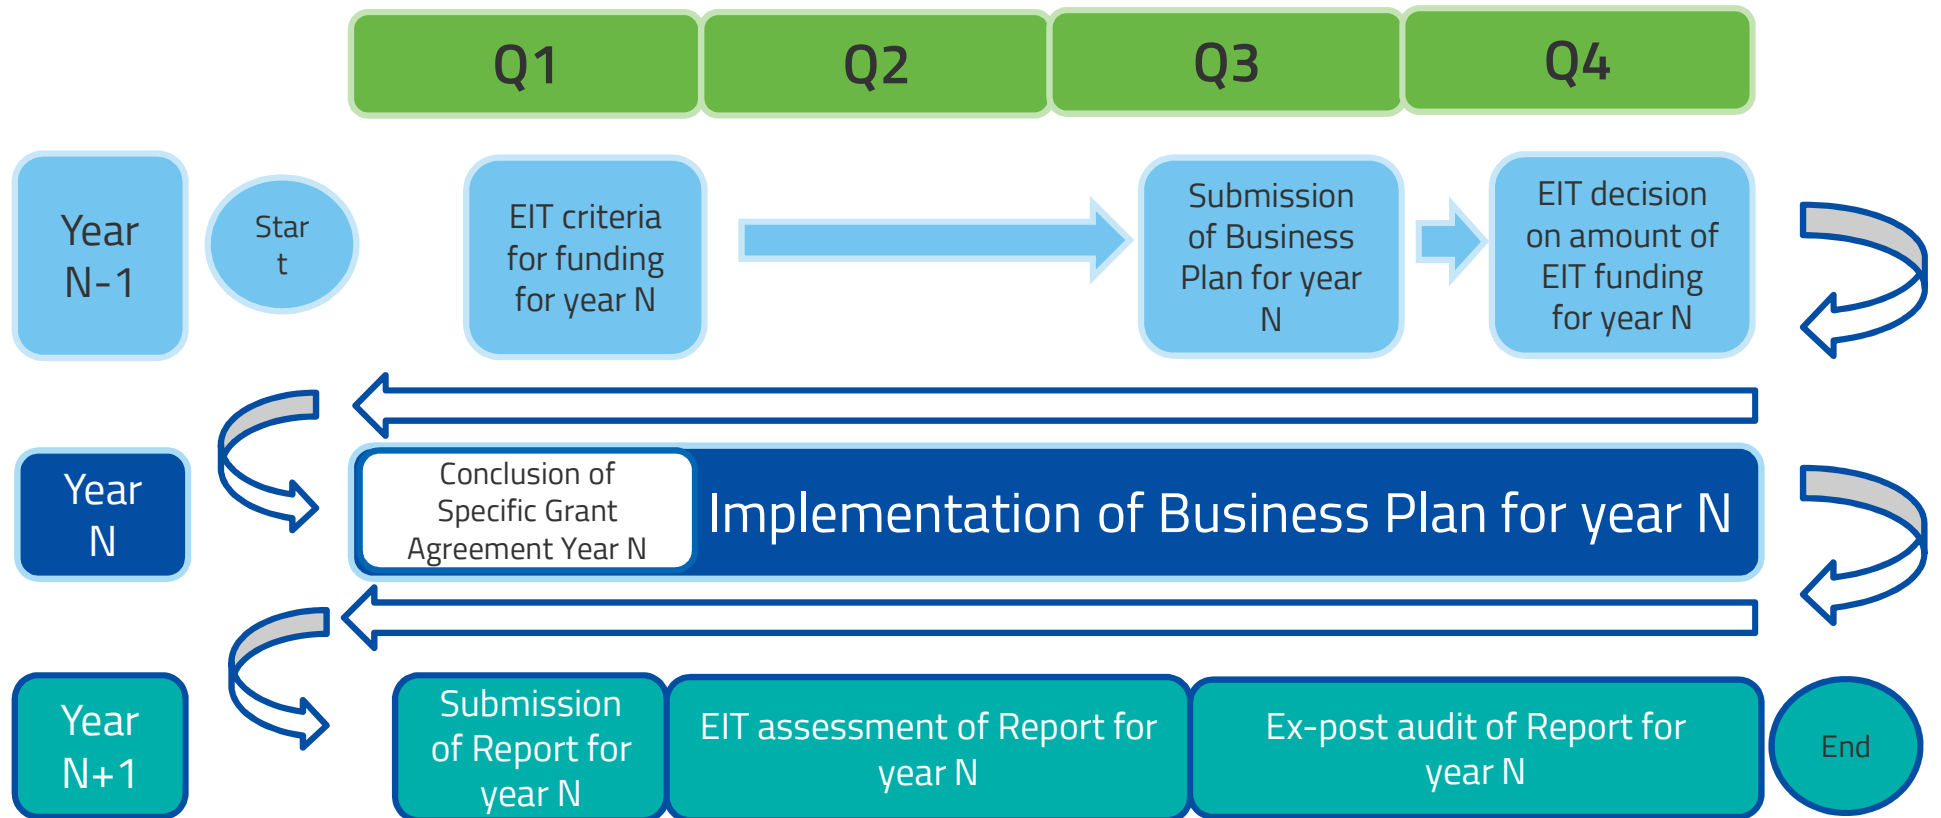 Q1
Q2
Q3
Q4
Year
N-1
Star
t
EIT criteria
for funding
for year N
Submission
of Business
Plan for year
N
EIT decision
on amount of
EIT funding
for year N
Year
N
Conclusion of
Specific Grant
Agreement Year N
Implementation of Business Plan for year N
Year
N+1
Submission
of Report for
year N
EIT assessment of Report for
year N
Ex-post audit of Report for
year N
End